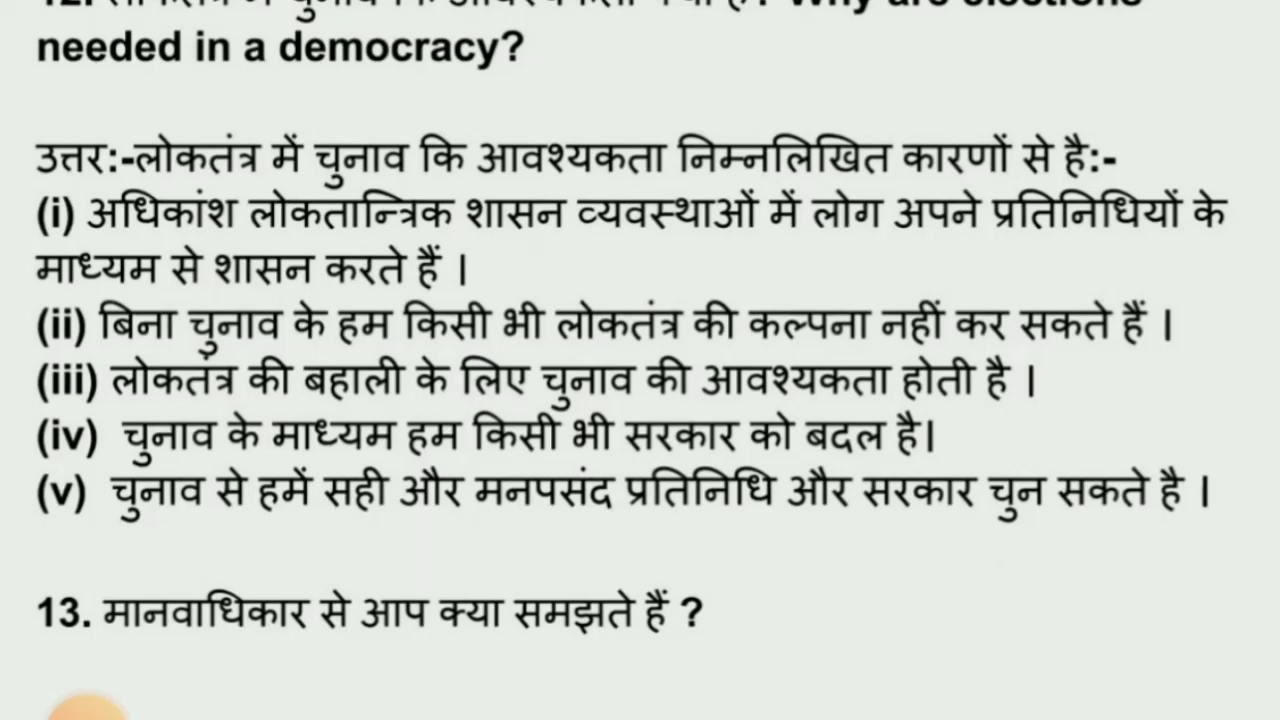 needed in a democracy?
उत्तर:-लोकतंत्र में चुनाव कि आवश्यकता निम्नलिखित कारणों से है:-
(i) अधिकांश लोकतान्त्रिक शासन व्यवस्थाओं में लोग अपने प्रतिनिधियों के
माध्यम से शासन करते हैं ।
(ii) बिना चुनाव के हम किसी भी लोकतंत्र की कल्पना नहीं कर सकते हैं ।
(iii) लोकतंत्र की बहाली के लिए चुनाव की आवश्यकता होती है ।
(iv) चुनाव के माध्यम हम किसी भी सरकार को बदल है।
(v) चुनाव से हमें सही और मनपसंद प्रतिनिधि और सरकार चुन सकते है ।
13. मानवाधिकार से आप क्या समझते हैं ?